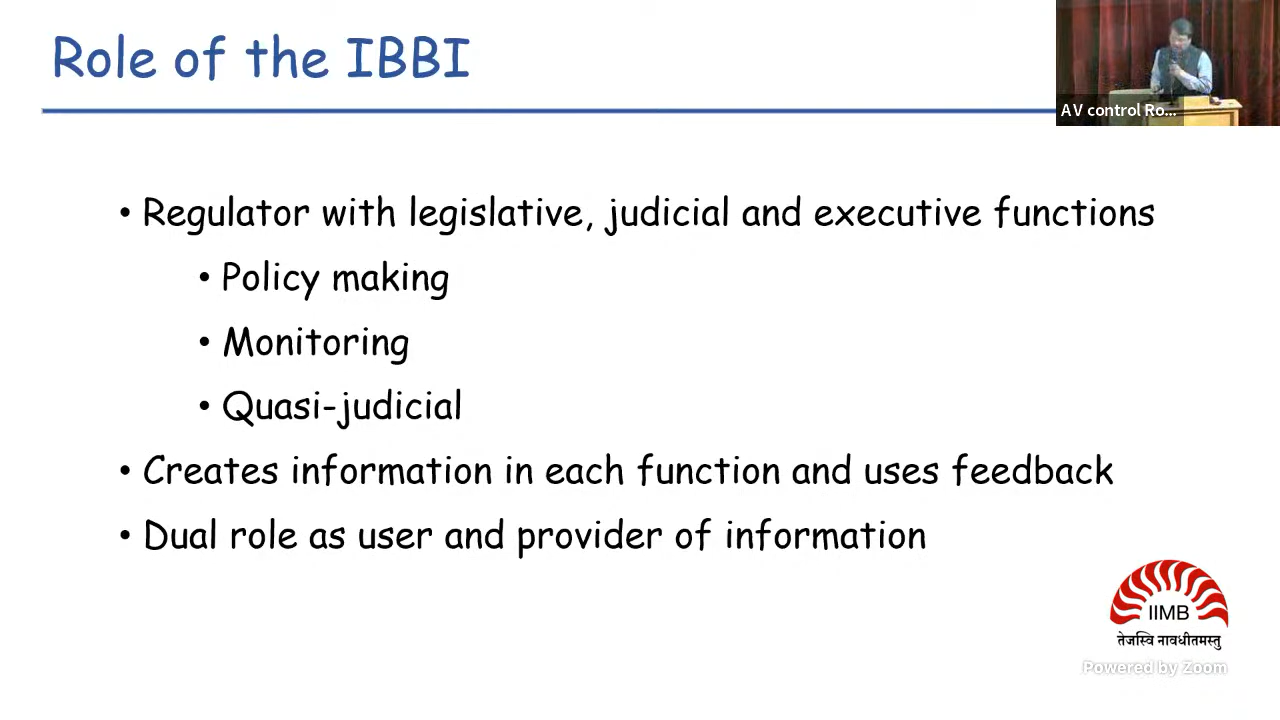 Role of the IBBI
AV control Ro...
• Regulator with legislative, judicial and executive functions
• Policy making
• Monitoring
• Quasi-judicial
• Creates information in each function and uses feedback
• Dual role as user and provider of information
IIMB
तेजस्वि नावधीतमस्तु
Powered by Zoom